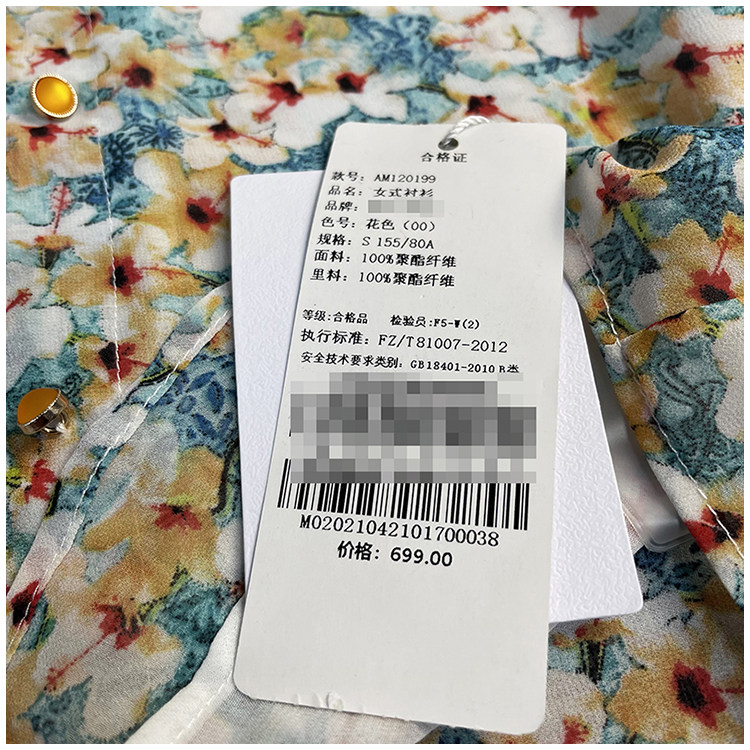 合格证
款号: AM120199
品名: 女式衬衫
品牌:
色号: 花色 (00)
规格: S 155/80A
面料: 100%聚酯纤维
里料: 100%聚酯纤维
等级:合格品 检验员:F5-W(2)
执行标准: FZ/T81007-2012
安全技术要求类别: GB18401-2010 B类
M02021042101700038
价格: 699.00